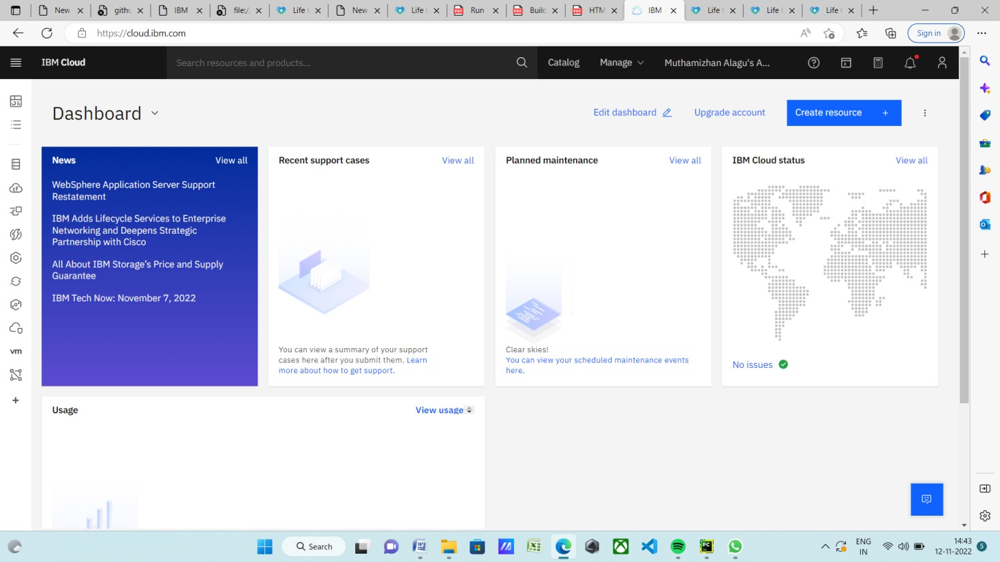 New
githu
IBM
file:/
Life (
New
Life (
Run
Build
HTM
IBM
Life (
Life (
Life (
https://cloud.ibm.com
Sign in
IBM Cloud
Search resources and products...
Catalog
Manage
Muthamizhan Alagu's A...
Dashboard
Edit dashboard
Upgrade account
Create resource +
News
View all
WebSphere Application Server Support
Restatement
IBM Adds Lifecycle Services to Enterprise
Networking and Deepens Strategic
Partnership with Cisco
All About IBM Storage's Price and Supply
Guarantee
IBM Tech Now: November 7, 2022
Recent support cases
View all
You can view a summary of your support
cases here after you submit them. Learn
more about how to get support.
Planned maintenance
View all
Clear skies!
You can view your scheduled maintenance events
here.
IBM Cloud status
View all
No issues
vm
Usage
View usage
Search
ENG
IN
14:43
12-11-2022
5